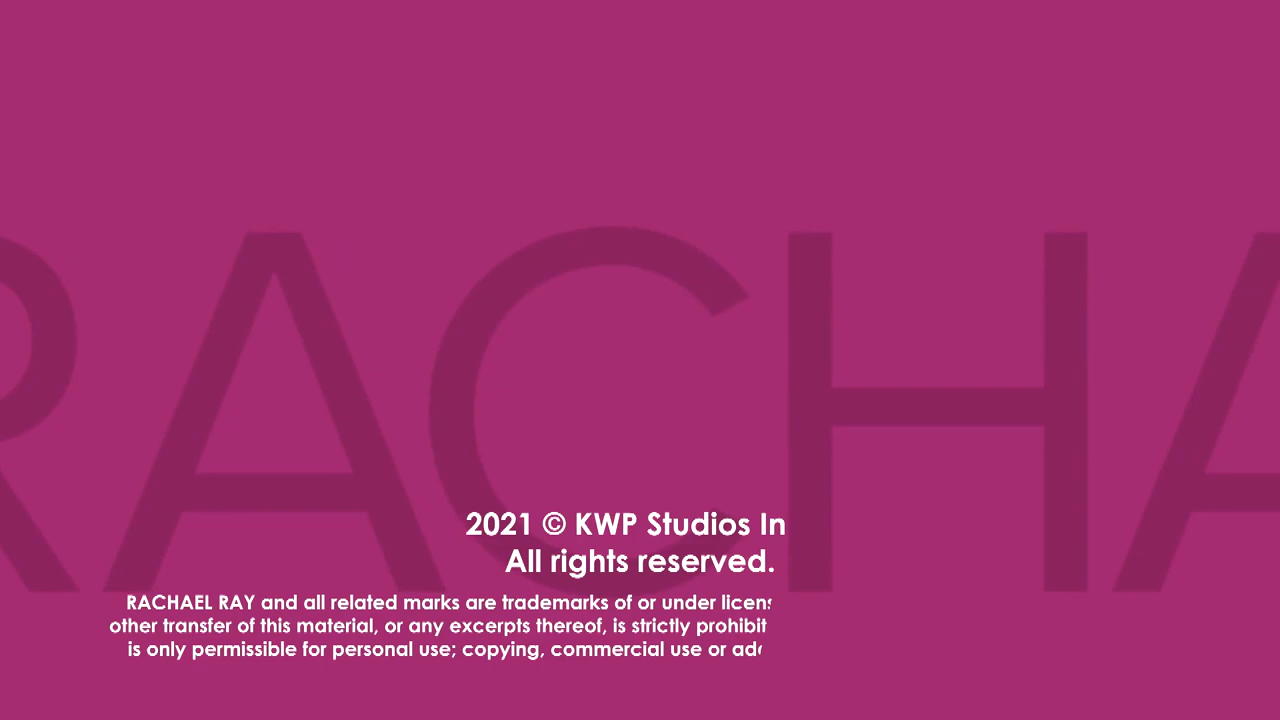 RACHA
2021 © KWP Studios In
All rights reserved.
RACHAEL RAY and all related marks are trademarks of or under licens
other transfer of this material, or any excerpts thereof, is strictly prohibit
is only permissible for personal use; copying, commercial use or ad